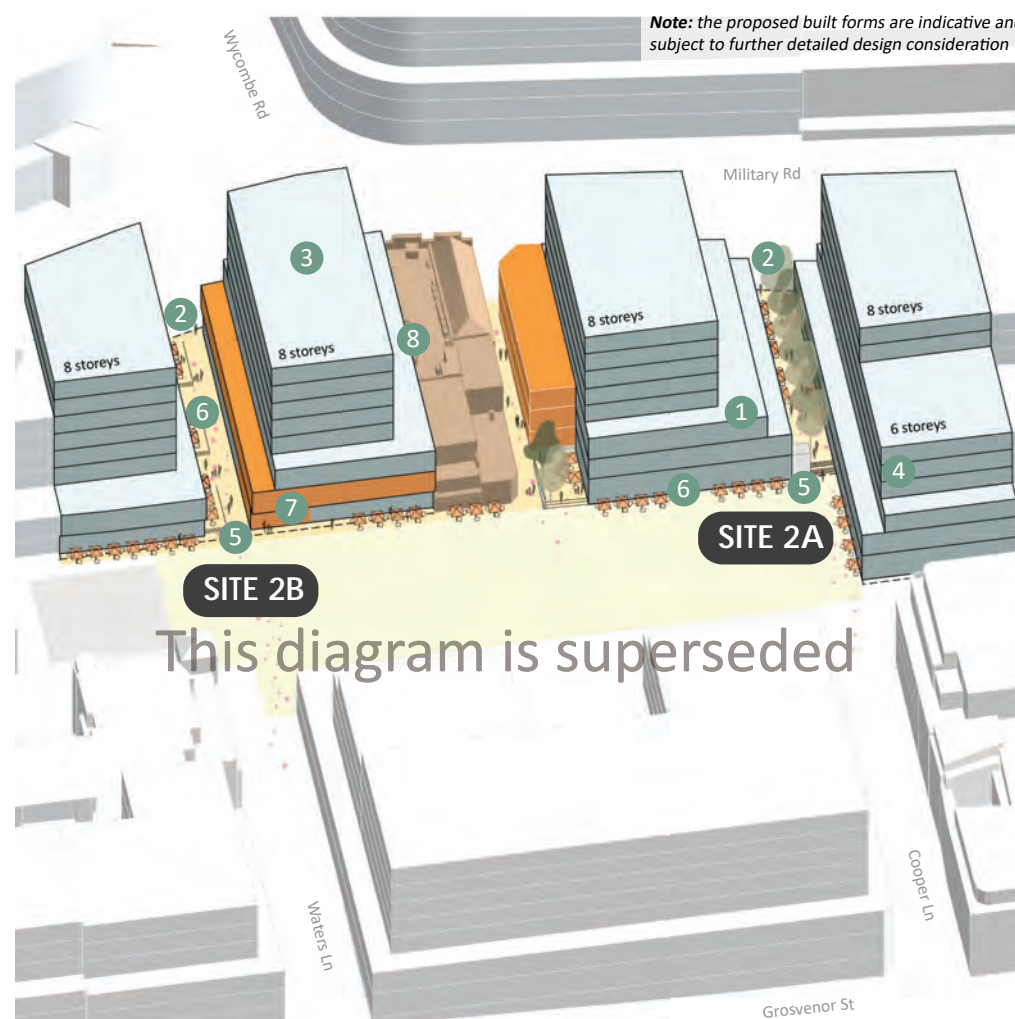 Note: the proposed built forms are indicative and
subject to further detailed design consideration
Wycombe Rd
Military Rd
3
2
2
8 storeys
8 storeys
8
8 storeys
8 storeys
6
1
6 storeys
4
7
6
5
5
SITE 2A
SITE 2B
This diagram is superseded
Waters Ln
Cooper Ln
Grosvenor St